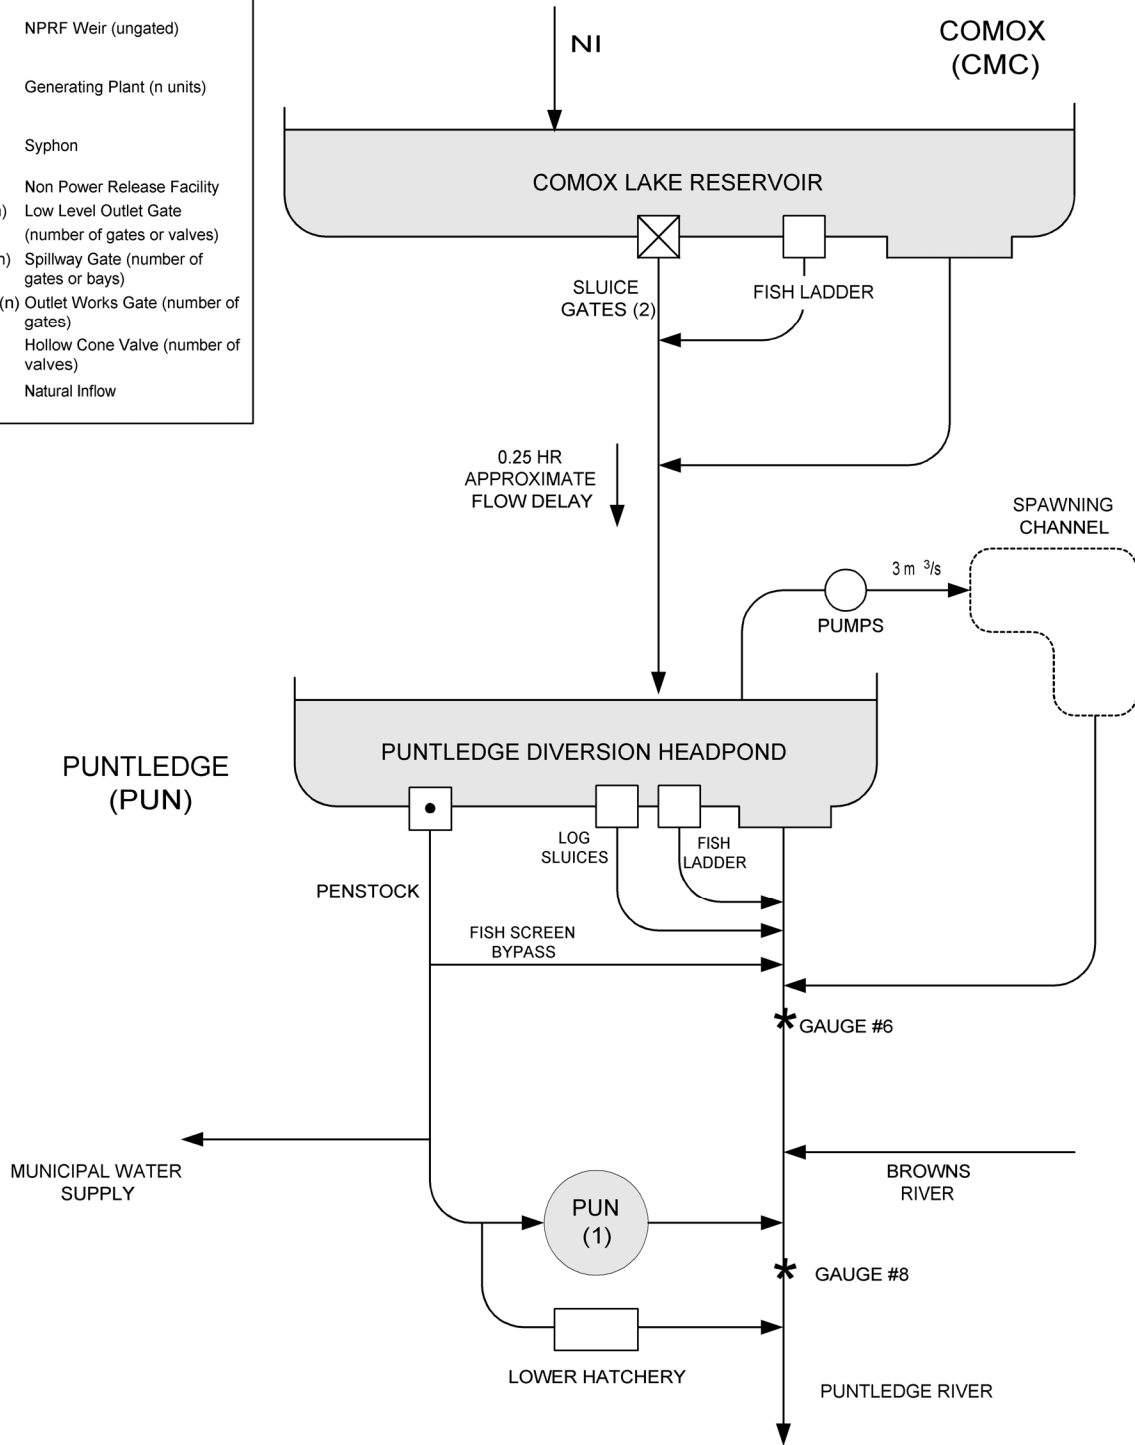 NPRF Weir (ungated)
Generating Plant (n units)
Syphon
Non Power Release Facility
) Low Level Outlet Gate
(number of gates or valves)
n) Spillway Gate (number of
gates or bays)
(n) Outlet Works Gate (number of
gates)
Hollow Cone Valve (number of
valves)
Natural Inflow
NI
COMOX
(CMC)
COMOX LAKE RESERVOIR
SLUICE
GATES (2)
FISH LADDER
0.25 HR
APPROXIMATE
FLOW DELAY
SPAWNING
CHANNEL
3 m ³/s
PUMPS
PUNTLEDGE
(PUN)
PUNTLEDGE DIVERSION HEADPOND
LOG
SLUICES
FISH
LADDER
PENSTOCK
FISH SCREEN
BYPASS
* GAUGE #6
MUNICIPAL WATER
SUPPLY
BROWNS
RIVER
PUN
(1)
* GAUGE #8
LOWER HATCHERY
PUNTLEDGE RIVER